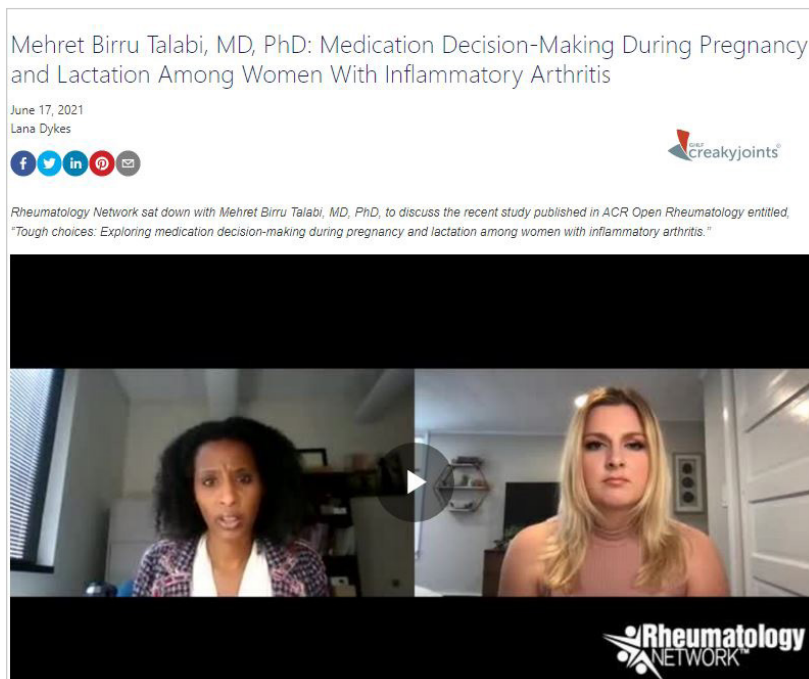 Mehret Birru Talabi, MD, PhD: Medication Decision-Making During Pregnancy
and Lactation Among Women With Inflammatory Arthritis
June 17, 2021
Lana Dykes
GHLF
creakyjoints®
Rheumatology Network sat down with Mehret Birru Talabi, MD, PhD, to discuss the recent study published in ACR Open Rheumatology entitled,
"Tough choices: Exploring medication decision-making during pregnancy and lactation among women with inflammatory arthritis."
Rheumatology
NETWORK™